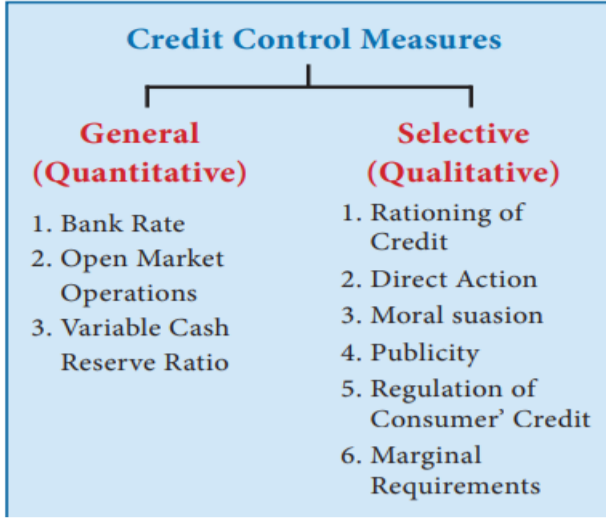 Credit Control Measures
General
(Quantitative)
1. Bank Rate
2. Open Market
Operations
3. Variable Cash
Reserve Ratio
Selective
(Qualitative)
1. Rationing of
Credit
2. Direct Action
3. Moral suasion
4. Publicity
5. Regulation of
Consumer’ Credit
6. Marginal
Requirements